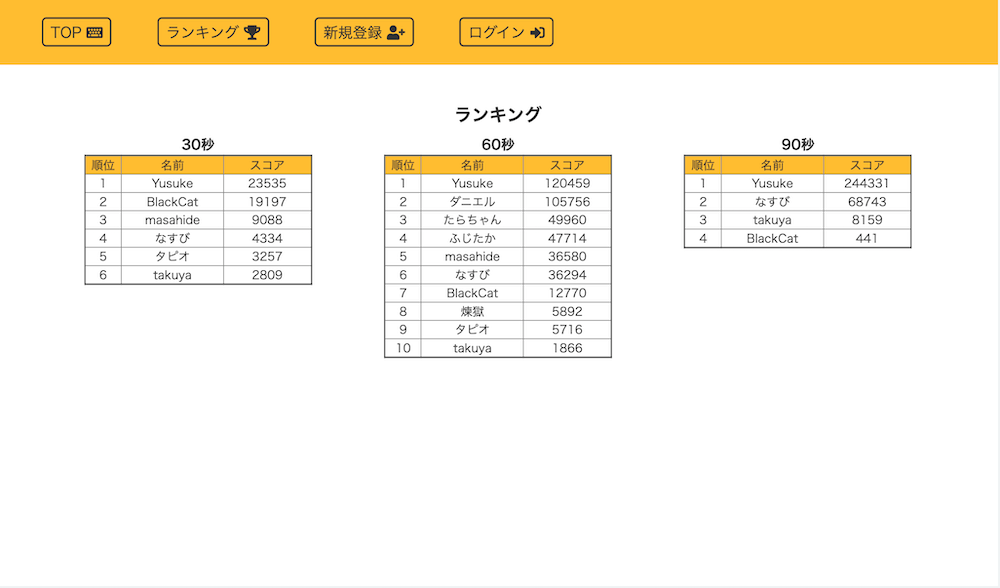 TOP
ランキング
新規登録
ログイン
ランキング
30秒
順位 名前 スコア
1 Yusuke 23535
2 BlackCat 19197
3 masahide 9088
4 なすび 4334
5 タピオ 3257
6 takuya 2809
60秒
順位 名前 スコア
1 Yusuke 120459
2 ダニエル 105756
3 たらちゃん 49960
4 ふじたか 47714
5 masahide 36580
6 なすび 36294
7 BlackCat 12770
8 煉獄 5892
9 タピオ 5716
10 takuya 1866
90秒
順位 名前 スコア
1 Yusuke 244331
2 なすび 68743
3 takuya 8159
4 BlackCat 441